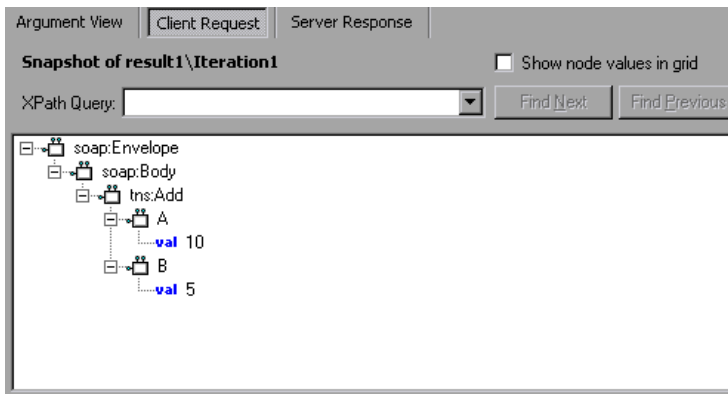 Argument View Client Request Server Response
Snapshot of result1\Iteration1 Show node values in grid
XPath Query: Find Next Find Previous
soap:Envelope
soap:Body
tns:Add
A
val 10
B
val 5